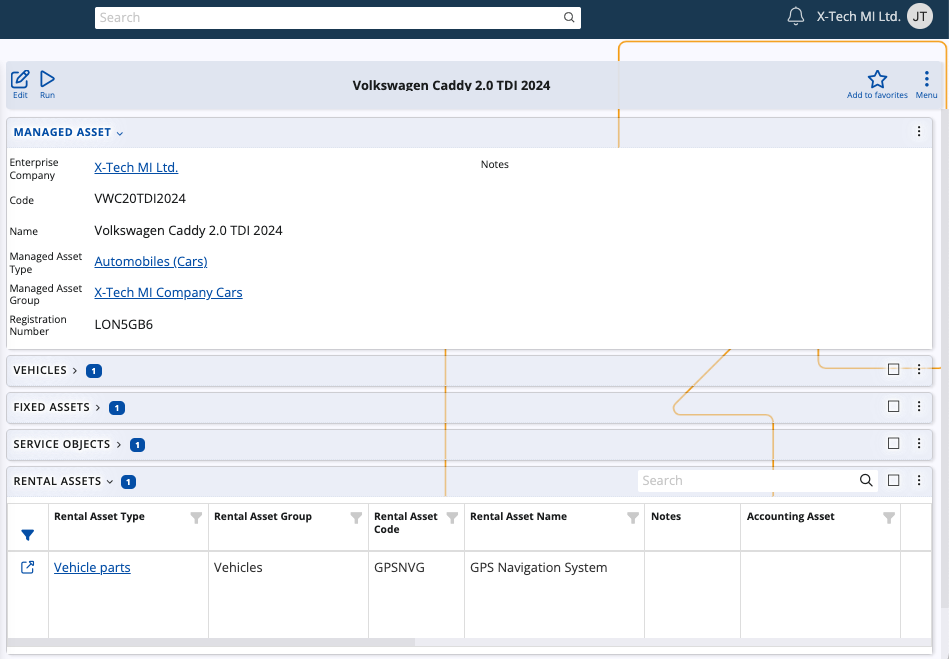 Search
X-Tech MI Ltd. JT
Edit Run
Volkswagen Caddy 2.0 TDI 2024
Add to favorites Menu
MANAGED ASSET
Enterprise
Company
X-Tech MI Ltd.
Notes
Code
VWC20TDI2024
Name
Volkswagen Caddy 2.0 TDI 2024
Managed Asset
Type
Automobiles (Cars)
Managed Asset
Group
X-Tech MI Company Cars
Registration
Number
LON5GB6
VEHICLES 1
FIXED ASSETS 1
SERVICE OBJECTS 1
RENTAL ASSETS 1
Search
Rental Asset Type
Rental Asset Group
Rental Asset
Code
Rental Asset Name
Notes
Accounting Asset
Vehicle parts
Vehicles
GPSNVG
GPS Navigation System